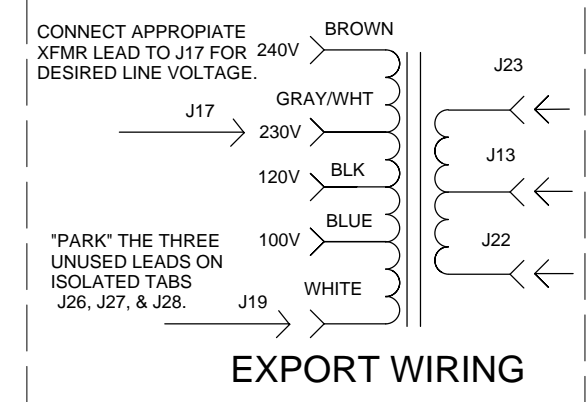 CONNECT APPROPIATE
XFMR LEAD TO J17 FOR
DESIRED LINE VOLTAGE.
240V
BROWN
J23
GRAY/WHT
J17
230V
J13
120V
BLK
BLUE
100V
J22
"PARK" THE THREE
UNUSED LEADS ON
ISOLATED TABS
J26, J27, & J28.
J19
WHITE
EXPORT WIRING